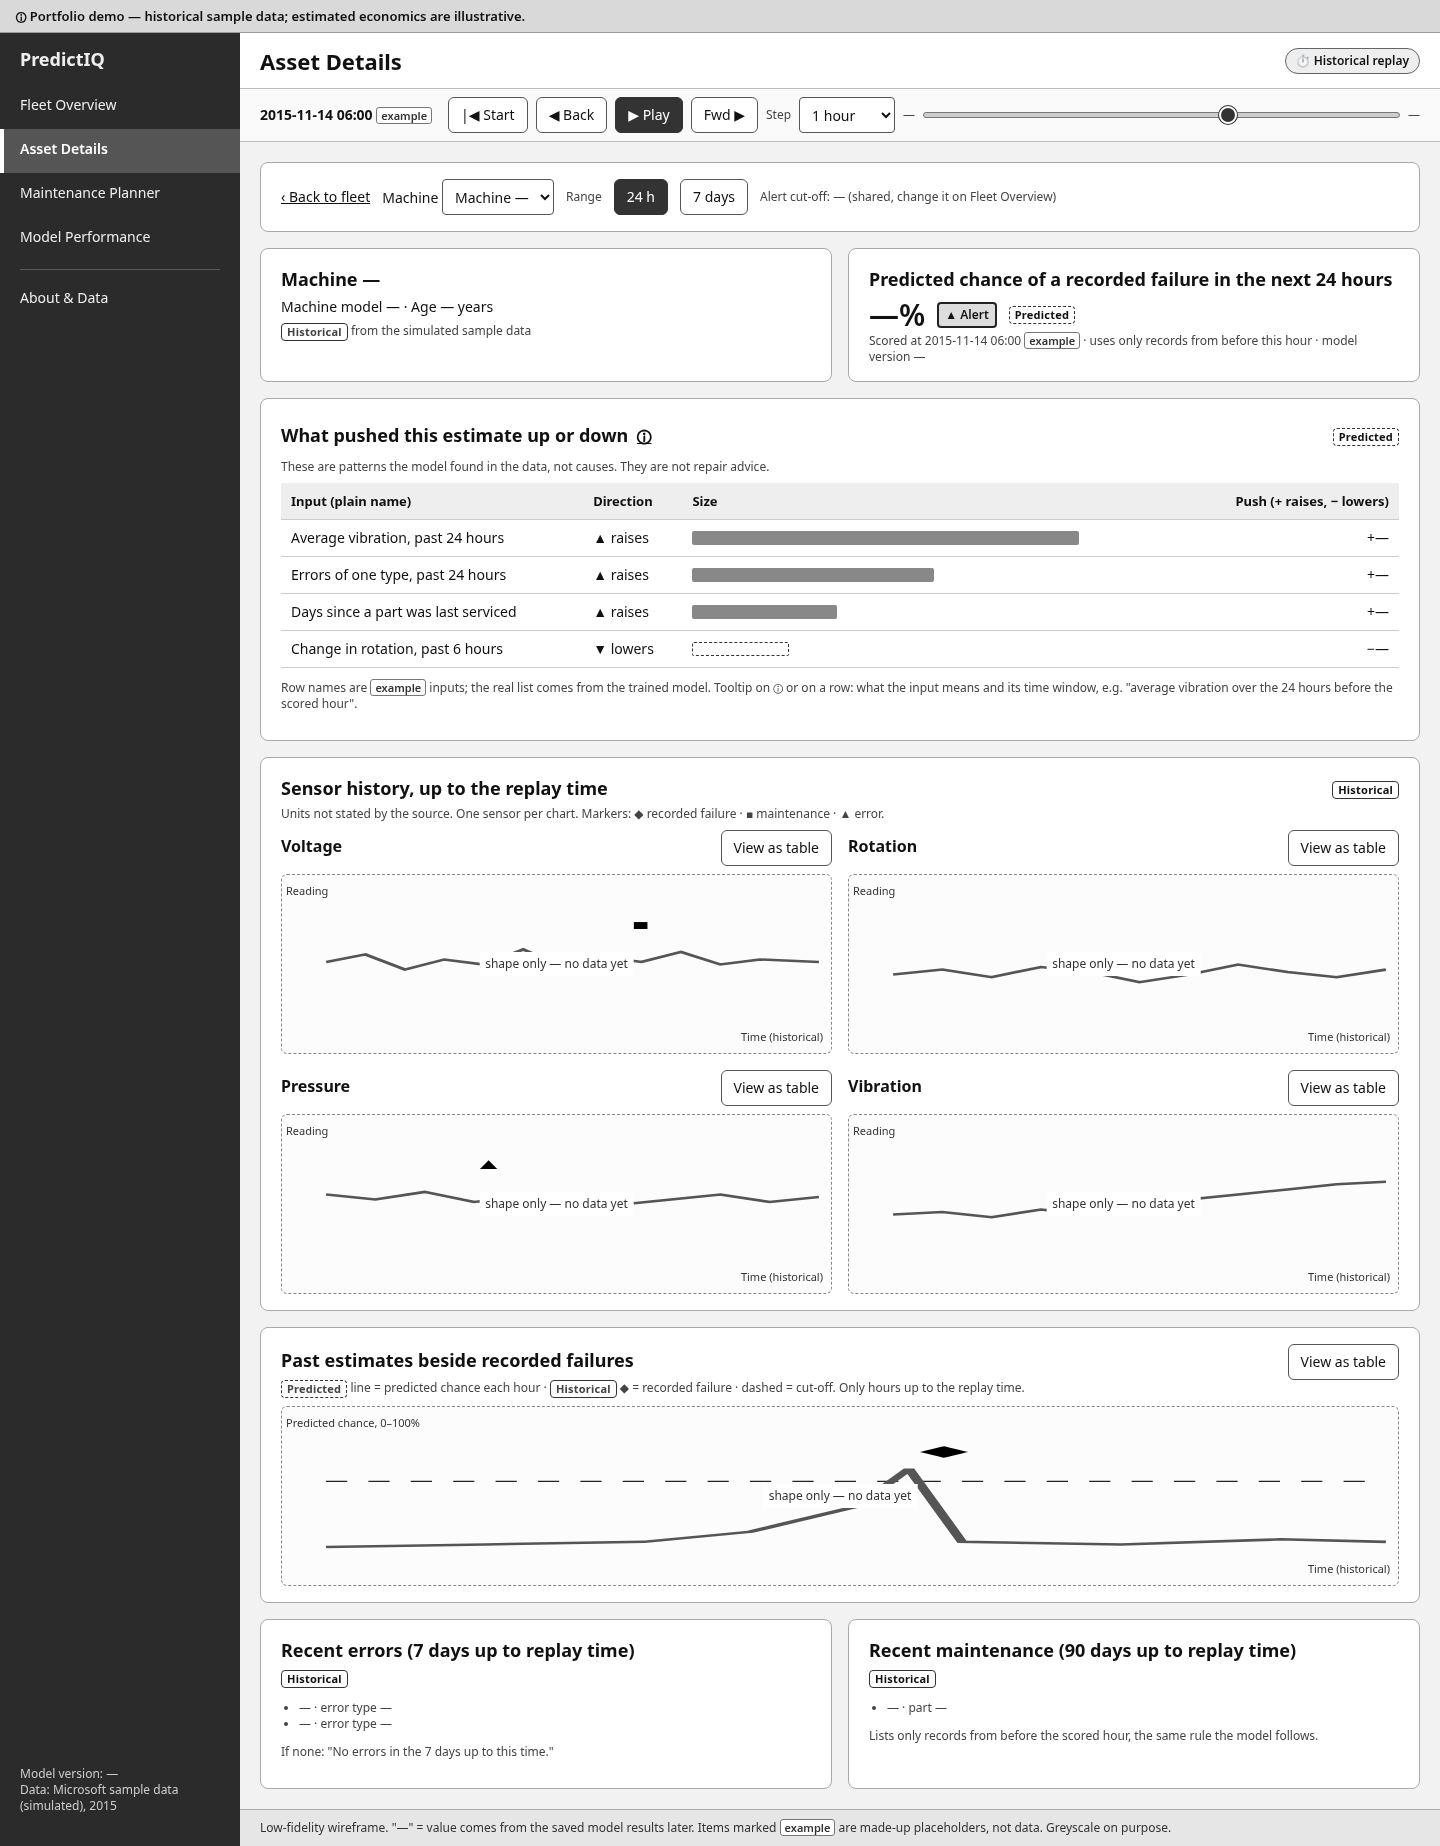 ⓘ Portfolio demo — historical sample data; estimated economics are illustrative.
PredictIQ
Fleet Overview
Asset Details
Maintenance Planner
Model Performance
About & Data
Model version: —
Data: Microsoft sample data
(simulated), 2015
Asset Details
⏱ Historical replay
2015-11-14 06:00 example |◀ Start ◀ Back ▶ Play Fwd ▶ Step 1 hour — —
‹ Back to fleet Machine Machine — Range 24 h 7 days Alert cut-off: — (shared, change it on Fleet Overview)
Machine —
Machine model — · Age — years
Historical from the simulated sample data
Predicted chance of a recorded failure in the next 24 hours
—% ▲ Alert Predicted
Scored at 2015-11-14 06:00 example · uses only records from before this hour · model
version —
What pushed this estimate up or down ⓘ Predicted
These are patterns the model found in the data, not causes. They are not repair advice.
Input (plain name) Direction Size Push (+ raises, − lowers)
Average vibration, past 24 hours ▲ raises +—
Errors of one type, past 24 hours ▲ raises +—
Days since a part was last serviced ▲ raises +—
Change in rotation, past 6 hours ▼ lowers −—
Row names are example inputs; the real list comes from the trained model. Tooltip on ⓘ or on a row: what the input means and its time window, e.g. "average vibration over the 24 hours before the
scored hour".
Sensor history, up to the replay time Historical
Units not stated by the source. One sensor per chart. Markers: ◆ recorded failure · ■ maintenance · ▲ error.
Voltage View as table
Reading
shape only — no data yet
Time (historical)
Rotation View as table
Reading
shape only — no data yet
Time (historical)
Pressure View as table
Reading
shape only — no data yet
Time (historical)
Vibration View as table
Reading
shape only — no data yet
Time (historical)
Past estimates beside recorded failures View as table
Predicted line = predicted chance each hour · Historical ◆ = recorded failure · dashed = cut-off. Only hours up to the replay time.
Predicted chance, 0–100%
shape only — no data yet
Time (historical)
Recent errors (7 days up to replay time)
Historical
• — · error type —
• — · error type —
If none: "No errors in the 7 days up to this time."
Recent maintenance (90 days up to replay time)
Historical
• — · part —
Lists only records from before the scored hour, the same rule the model follows.
Low-fidelity wireframe. "—" = value comes from the saved model results later. Items marked example are made-up placeholders, not data. Greyscale on purpose.